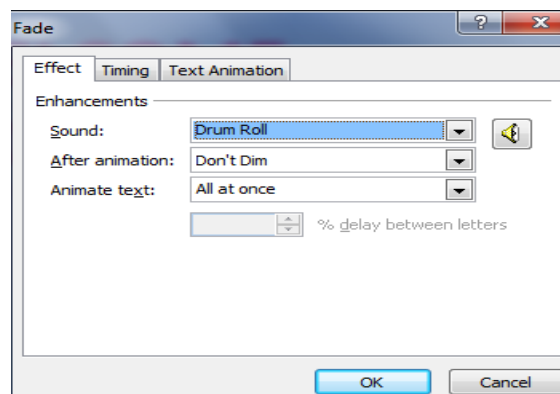 Fade
Effect Timing Text Animation
Enhancements
Sound: Drum Roll
After animation: Don't Dim
Animate text: All at once
% delay between letters
OK Cancel